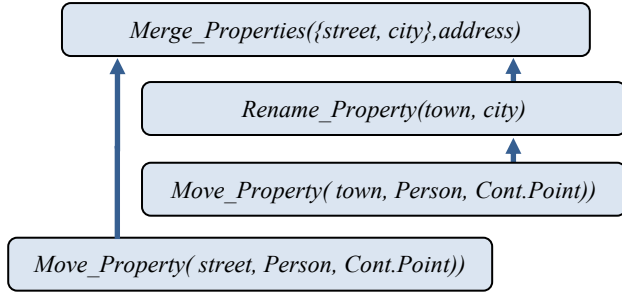 Merge_Properties({street, city},address)
Rename_Property(town, city)
Move_Property( town, Person, Cont.Point))
Move_Property( street, Person, Cont.Point))